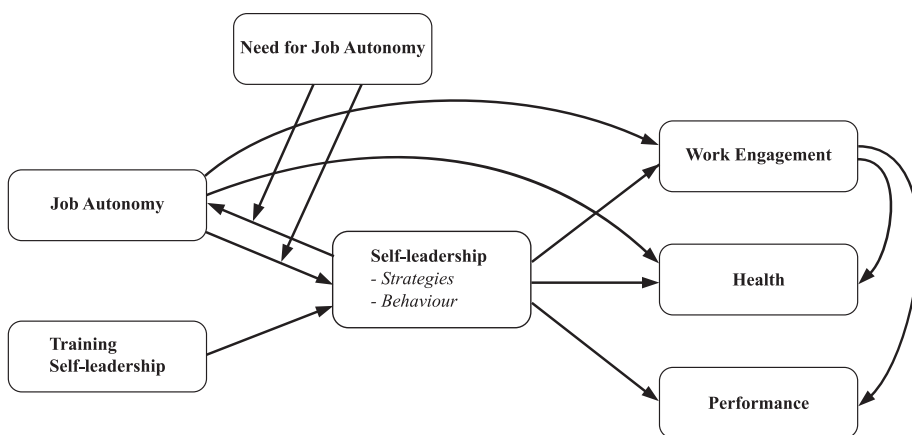 Need for Job Autonomy
Work Engagement
Job Autonomy
Self-leadership
- Strategies
- Behaviour
Health
Training
Self-leadership
Performance